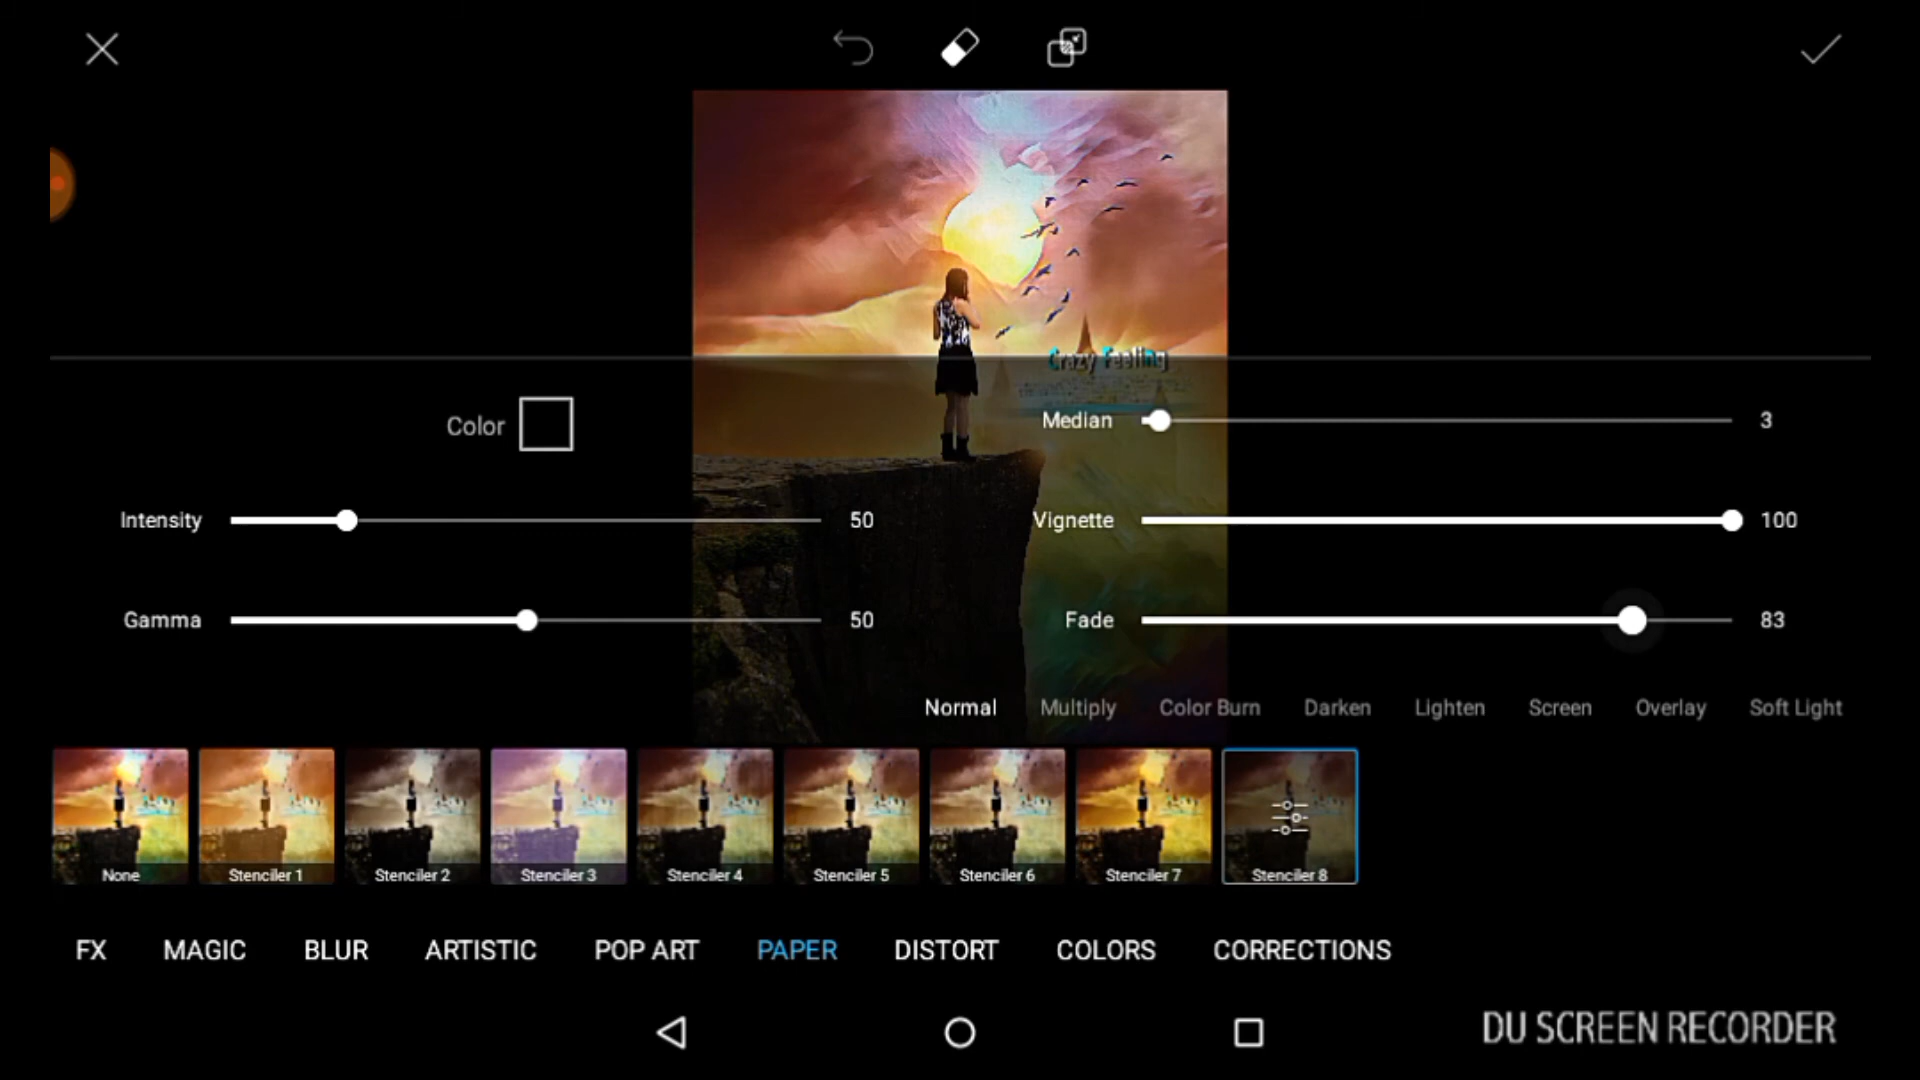 Crazy Feeling
Color
Median 3
Intensity 50
Vignette 100
Gamma 50
Fade 83
Normal Multiply Color Burn Darken Lighten Screen Overlay Soft Light
None Stenciler 1 Stenciler 2 Stenciler 3 Stenciler 4 Stenciler 5 Stenciler 6 Stenciler 7 Stenciler 8
FX MAGIC BLUR ARTISTIC POP ART PAPER DISTORT COLORS CORRECTIONS
DU SCREEN RECORDER